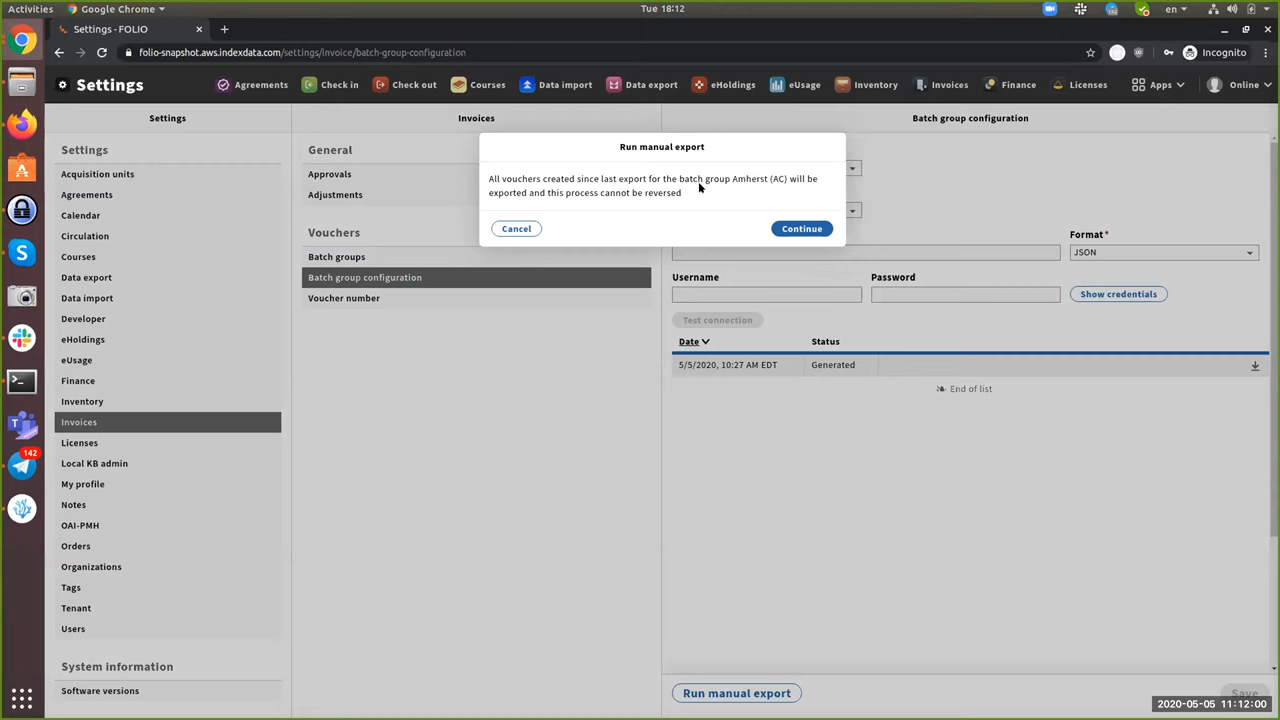 Activities
Google Chrome
Tue 18:12
en
Settings - FOLIO
folio-snapshot.aws.indexdata.com/settings/invoice/batch-group-configuration
Incognito
Settings
Agreements
Check in
Check out
Courses
Data import
Data export
eHoldings
eUsage
Inventory
Invoices
Finance
Licenses
Apps
Online
Settings
Invoices
Batch group configuration
Settings
Acquisition units
Agreements
Calendar
Circulation
Courses
Data export
Data import
Developer
eHoldings
eUsage
Finance
Inventory
Invoices
Licenses
Local KB admin
My profile
Notes
OAI-PMH
Orders
Organizations
Tags
Tenant
Users
System information
Software versions
General
Approvals
Adjustments
Vouchers
Batch groups
Batch group configuration
Voucher number
Run manual export
All vouchers created since last export for the batch group Amherst (AC) will be
exported and this process cannot be reversed
Cancel
Continue
Format*
JSON
Username
Password
Show credentials
Test connection
Date
Status
5/5/2020, 10:27 AM EDT
Generated
End of list
Run manual export
Save
142
2020-05-05 11:12:00